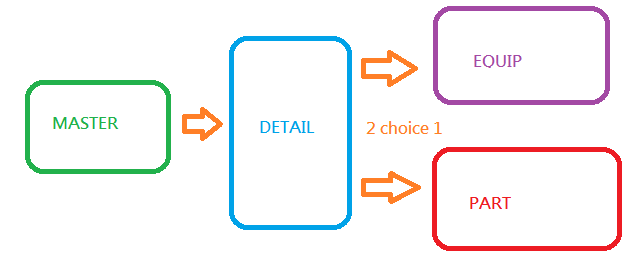 MASTER
DETAIL
EQUIP
2 choice 1
PART